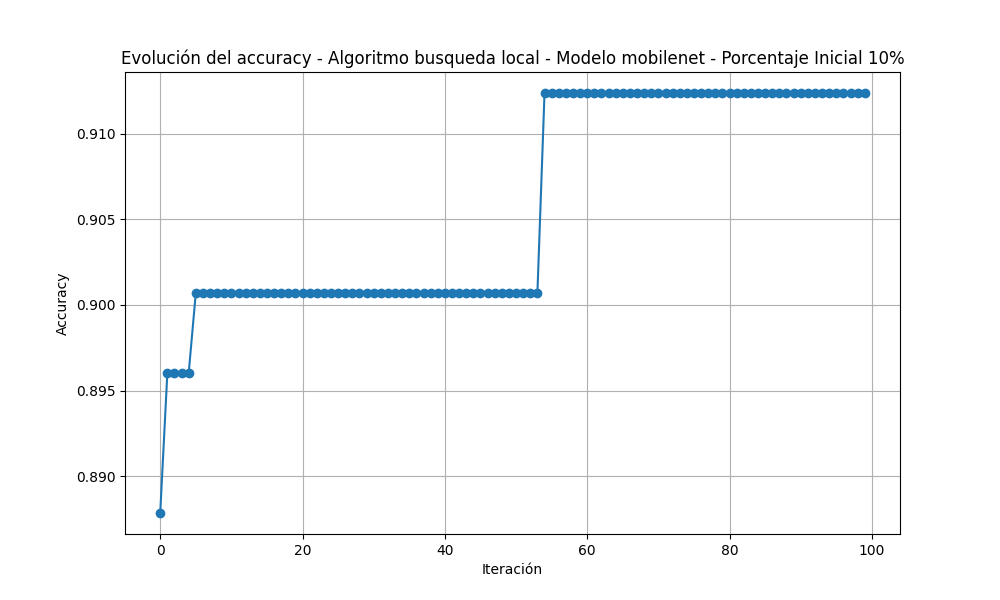 Evolución del accuracy - Algoritmo busqueda local - Modelo mobilenet - Porcentaje Inicial 10%
0.910
0.905
0.900
0.895
0.890
Accuracy
0 20 40 60 80 100
Iteración